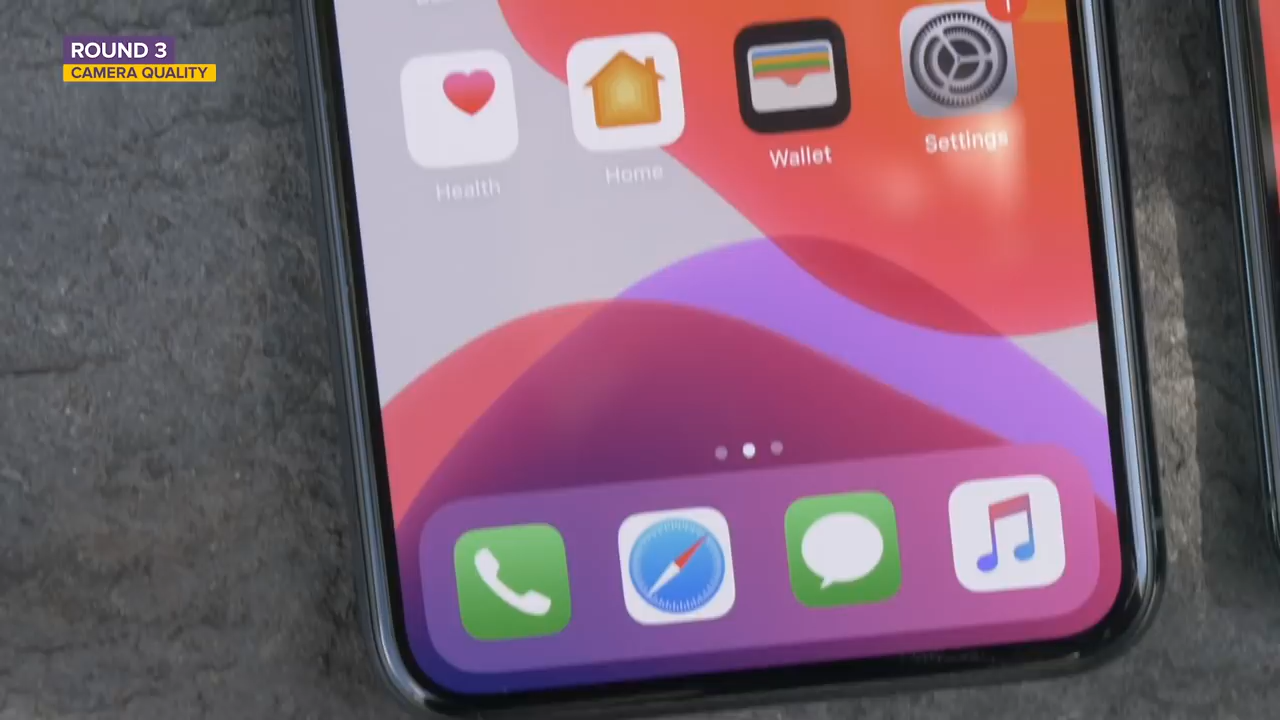 ROUND 3
CAMERA QUALITY
Health
Home
Wallet
Settings